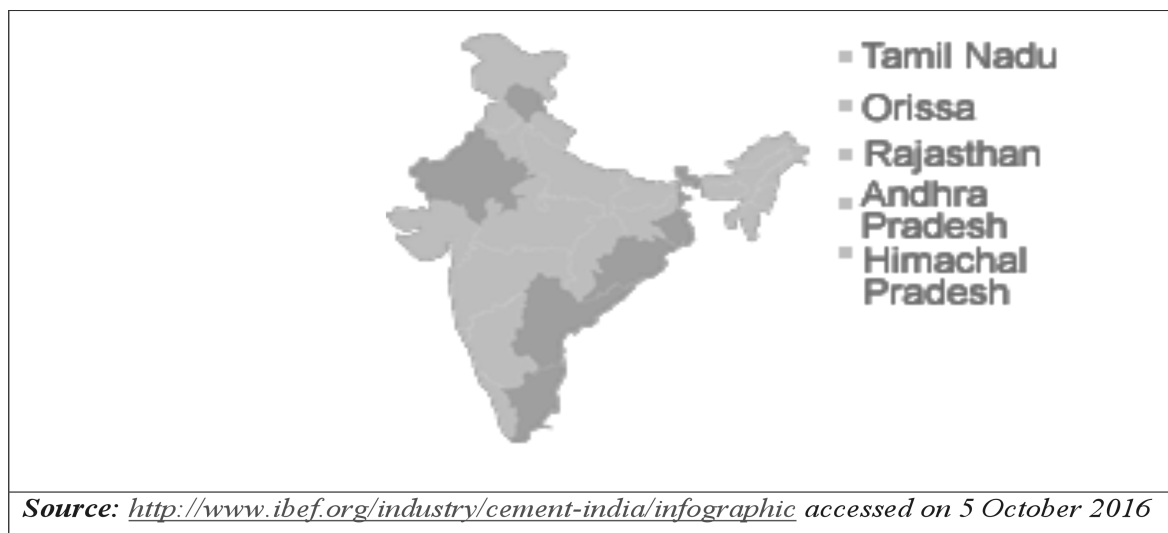 Tamil Nadu
Orissa
Rajasthan
Andhra
Pradesh
Himachal
Pradesh
Source: http://www.ibef.org/industry/cement-india/infographic accessed on 5 October 2016